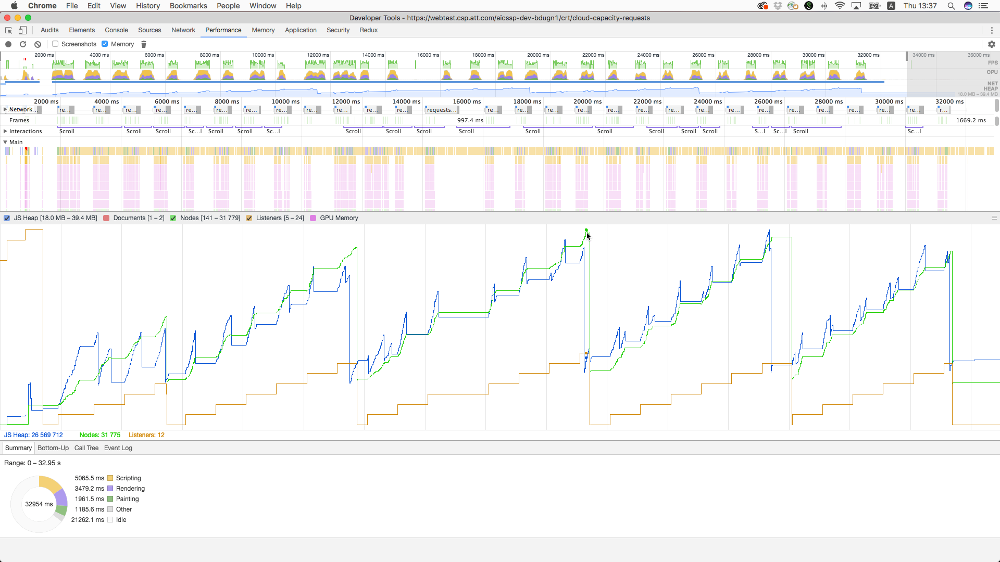 Chrome File Edit View History Bookmarks People Window Help A Thu 13:37
Developer Tools - https://webtest.csp.att.com/aicssp-dev-bdugn1/crt/cloud-capacity-requests
Audits Elements Console Sources Network Performance Memory Application Security Redux
Screenshots Memory
2000 ms 4000 ms 6000 ms 8000 ms 10000 ms 12000 ms 14000 ms 16000 ms 18000 ms 20000 ms 22000 ms 24000 ms 26000 ms 28000 ms 30000 ms 32000 ms 34000 ms 36000 ms
FPS
CPU
NET
HEAP
18.0 MB – 39.4 MB
2000 ms 4000 ms 6000 ms 8000 ms 10000 ms 12000 ms 14000 ms 16000 ms 18000 ms 20000 ms 22000 ms 24000 ms 26000 ms 28000 ms 30000 ms 32000 ms
Network re... re... re... re... re... re... re... re... re... re... re... re... requests... re... re... re... re... re... re... re... re... re... re... re... re... re... re... re... r...
Frames 997.4 ms 1669.2 ms
Interactions Scroll Scroll Scroll Sc...l Scroll Scroll Sc...l Scroll Scroll Scroll Scroll Scroll Scroll Scroll Scroll Scroll S...l Sc...l Scroll Sc...l
Main
JS Heap [18.0 MB – 39.4 MB] Documents [1 – 2] Nodes [141 – 31 779] Listeners [5 – 24] GPU Memory
JS Heap: 26 569 712 Nodes: 31 775 Listeners: 12
Summary Bottom-Up Call Tree Event Log
Range: 0 – 32.95 s
32954 ms
5065.5 ms Scripting
3479.2 ms Rendering
1961.5 ms Painting
1185.6 ms Other
21262.1 ms Idle